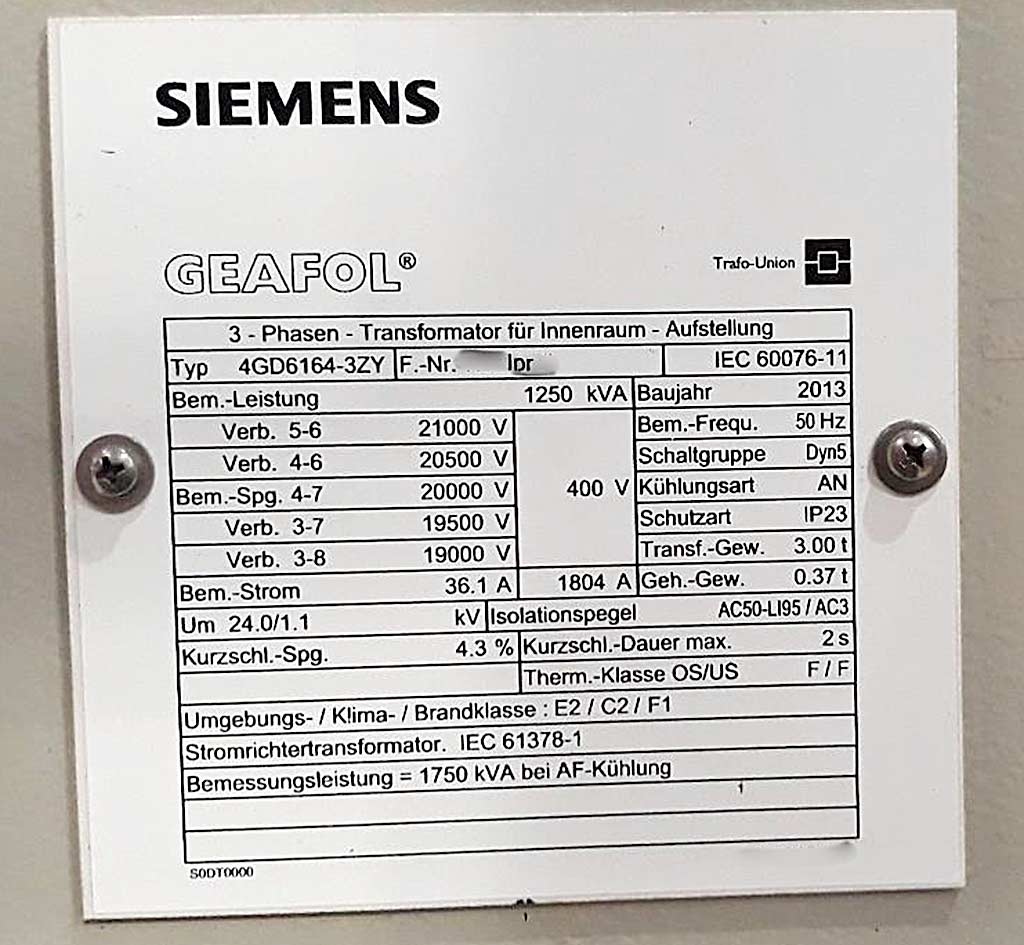 SIEMENS
GEAFOL® Trafo-Union
3 - Phasen - Transformator für Innenraum - Aufstellung
Typ 4GD6164-3ZY F.-Nr. IEC 60076-11
Bem.-Leistung 1250 kVA Baujahr 2013
Verb. 5-6 21000 V Bem.-Frequ. 50 Hz
Verb. 4-6 20500 V Schaltgruppe Dyn5
Bem.-Spg. 4-7 20000 V 400 V Kühlungsart AN
Verb. 3-7 19500 V Schutzart IP23
Verb. 3-8 19000 V Transf.-Gew. 3.00 t
Bem.-Strom 36.1 A 1804 A Geh.-Gew. 0.37 t
Um 24.0/1.1 kV Isolationspegel AC50-LI95 / AC3
Kurzschl.-Spg. 4.3 % Kurzschl.-Dauer max. 2 s
Therm.-Klasse OS/US F / F
Umgebungs- / Klima- / Brandklasse : E2 / C2 / F1
Stromrichtertransformator. IEC 61378-1
Bemessungsleistung = 1750 kVA bei AF-Kühlung
S0DT0000